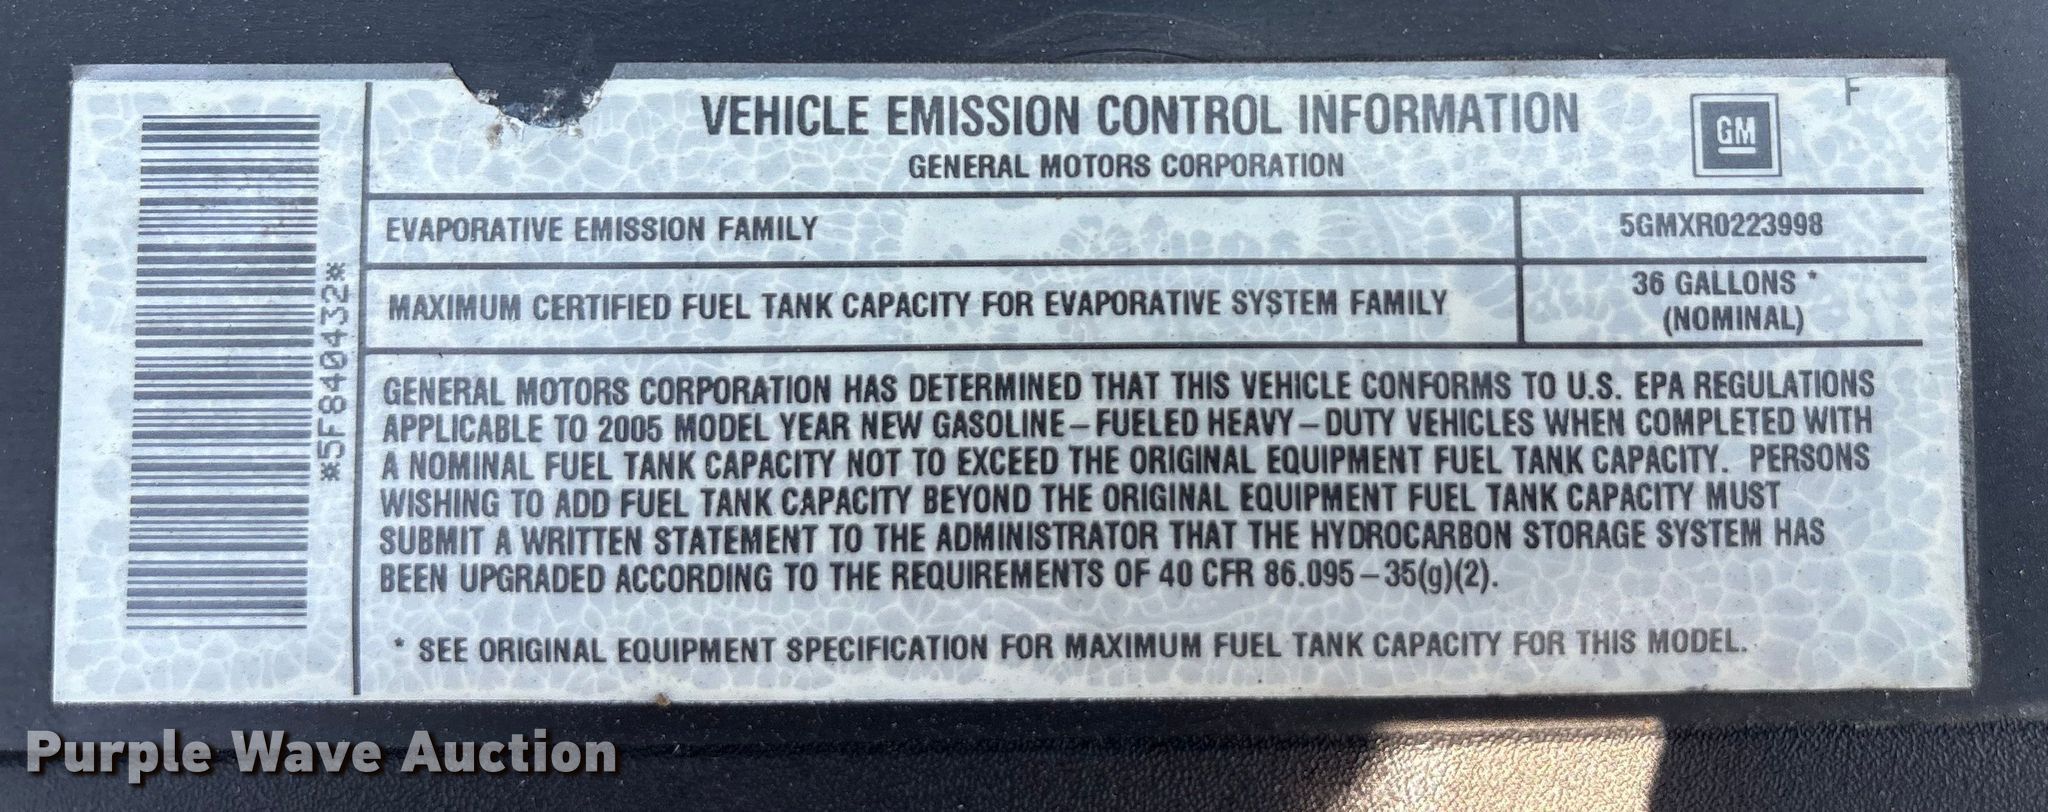 VEHICLE EMISSION CONTROL INFORMATION
GENERAL MOTORS CORPORATION
GM
F
*5F840432*
EVAPORATIVE EMISSION FAMILY 5GMXR0223998
MAXIMUM CERTIFIED FUEL TANK CAPACITY FOR EVAPORATIVE SYSTEM FAMILY
36 GALLONS *
(NOMINAL)
GENERAL MOTORS CORPORATION HAS DETERMINED THAT THIS VEHICLE CONFORMS TO U.S. EPA REGULATIONS
APPLICABLE TO 2005 MODEL YEAR NEW GASOLINE-FUELED HEAVY-DUTY VEHICLES WHEN COMPLETED WITH
A NOMINAL FUEL TANK CAPACITY NOT TO EXCEED THE ORIGINAL EQUIPMENT FUEL TANK CAPACITY. PERSONS
WISHING TO ADD FUEL TANK CAPACITY BEYOND THE ORIGINAL EQUIPMENT FUEL TANK CAPACITY MUST
SUBMIT A WRITTEN STATEMENT TO THE ADMINISTRATOR THAT THE HYDROCARBON STORAGE SYSTEM HAS
BEEN UPGRADED ACCORDING TO THE REQUIREMENTS OF 40 CFR 86.095-35(g)(2).
* SEE ORIGINAL EQUIPMENT SPECIFICATION FOR MAXIMUM FUEL TANK CAPACITY FOR THIS MODEL.
Purple Wave Auction